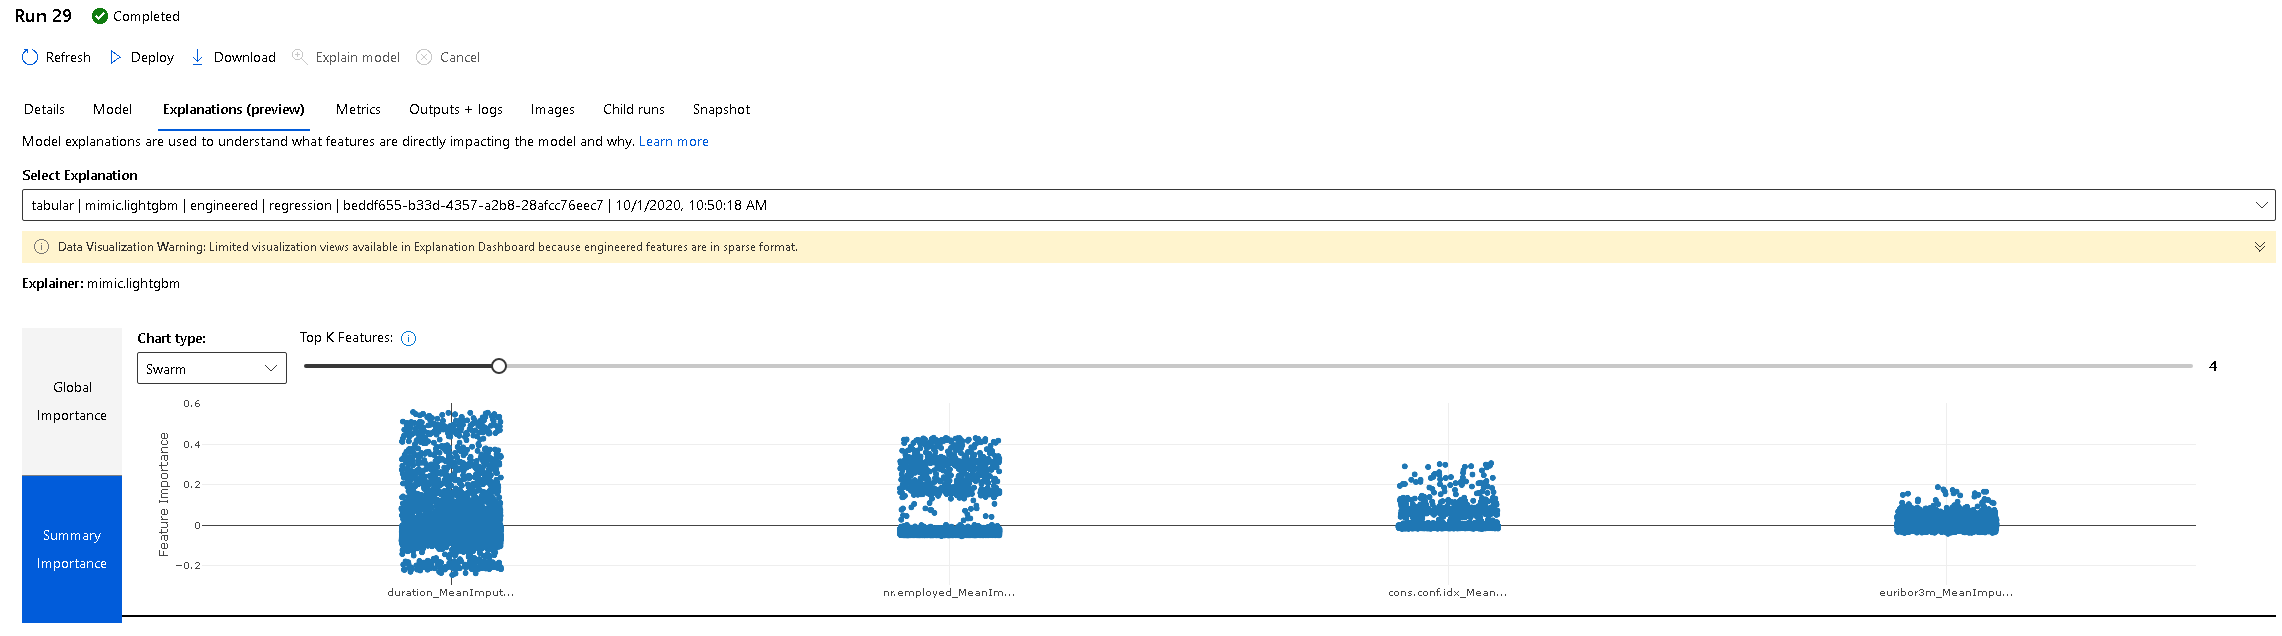 Run 29 Completed
Refresh Deploy Download Explain model Cancel
Details Model Explanations (preview) Metrics Outputs + logs Images Child runs Snapshot
Model explanations are used to understand what features are directly impacting the model and why. Learn more
Select Explanation
tabular | mimic.lightgbm | engineered | regression | beddf655-b33d-4357-a2b8-28afcc76eec7 | 10/1/2020, 10:50:18 AM
Data Visualization Warning: Limited visualization views available in Explanation Dashboard because engineered features are in sparse format.
Explainer: mimic.lightgbm
Global
Importance
Summary
Importance
Chart type:
Swarm
Top K Features:
4
Feature Importance
0.6
0.4
0.2
0
−0.2
duration_MeanImput... nr.employed_MeanIm... cons.conf.idx_Mean... euribor3m_MeanImpu...